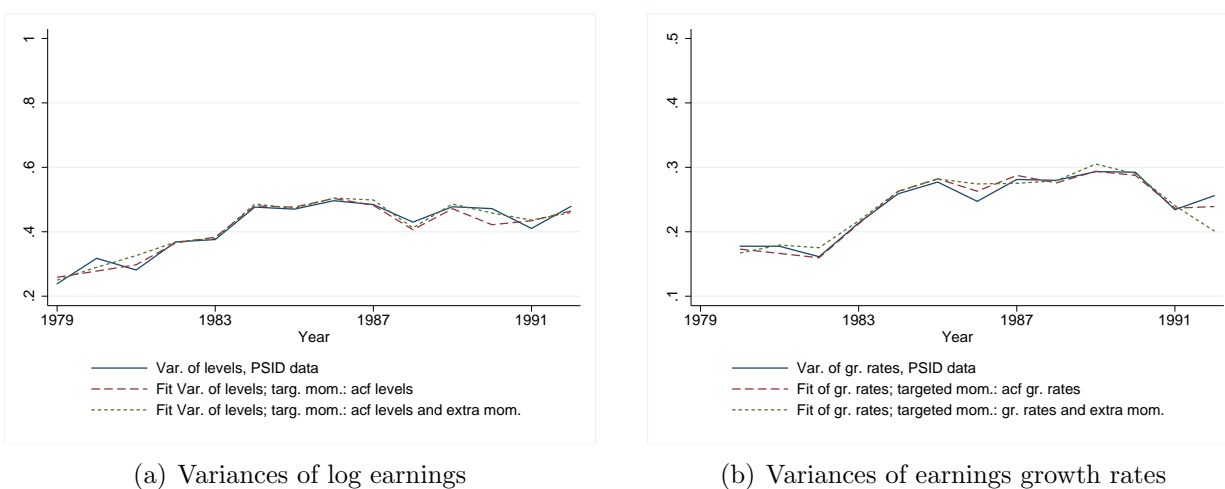 1
.8
.6
.4
.2
1979
1983
1987
1991
Year
Var. of levels, PSID data
Fit Var. of levels; targ. mom.: acf levels
Fit Var. of levels; targ. mom.: acf levels and extra mom.
(a) Variances of log earnings
.5
.4
.3
.2
.1
1979
1983
1987
1991
Year
Var. of gr. rates, PSID data
Fit of gr. rates; targeted mom.: acf gr. rates
Fit of gr. rates; targeted mom.: gr. rates and extra mom.
(b) Variances of earnings growth rates